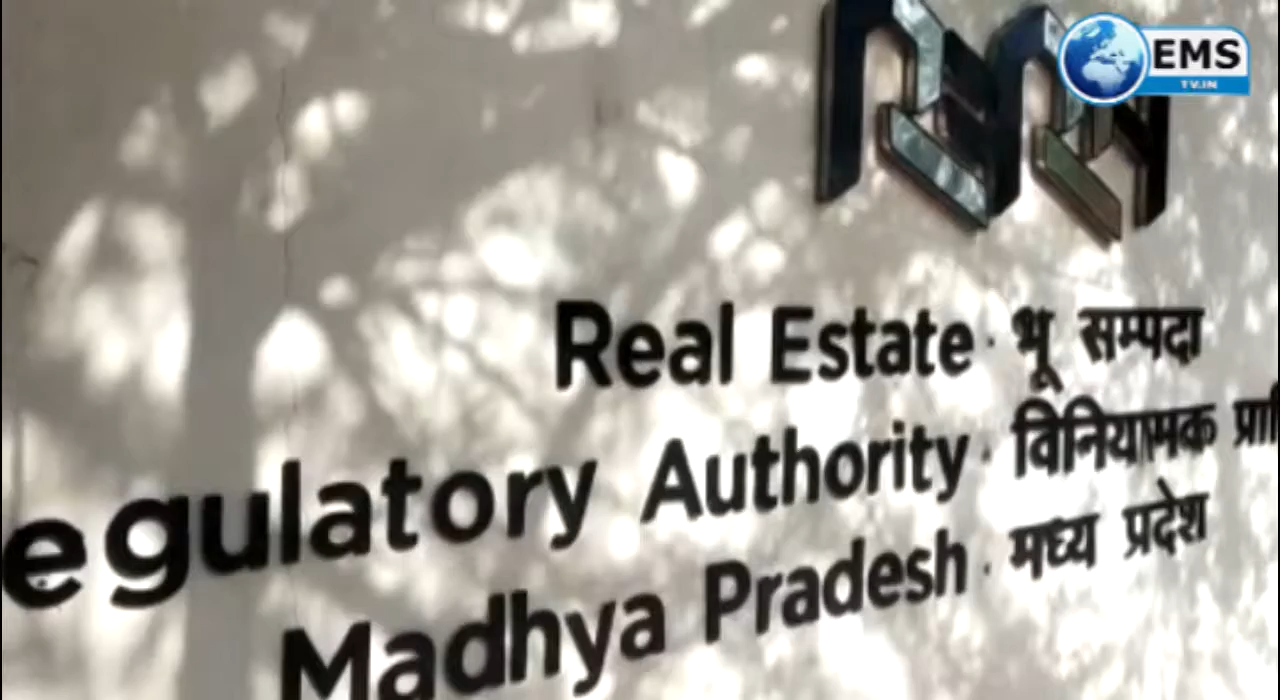 EMS
TV.IN
Real Estate · भू सम्पदा
egulatory Authority · विनियामक प्रा
Madhya Pradesh · मध्य प्रदेश